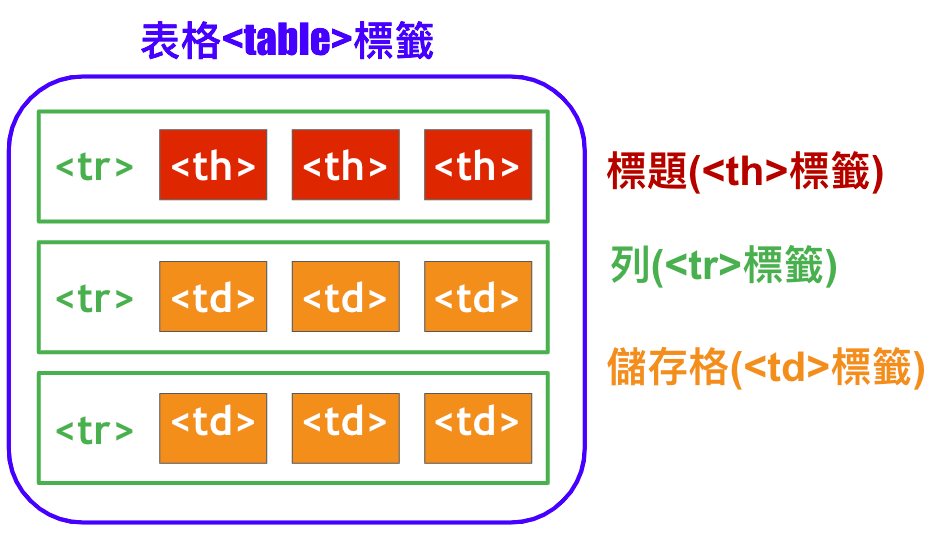 表格<table>標籤
<tr> <th> <th> <th>
標題(<th>標籤)
<tr> <td> <td> <td>
列(<tr>標籤)
<tr> <td> <td> <td>
儲存格(<td>標籤)